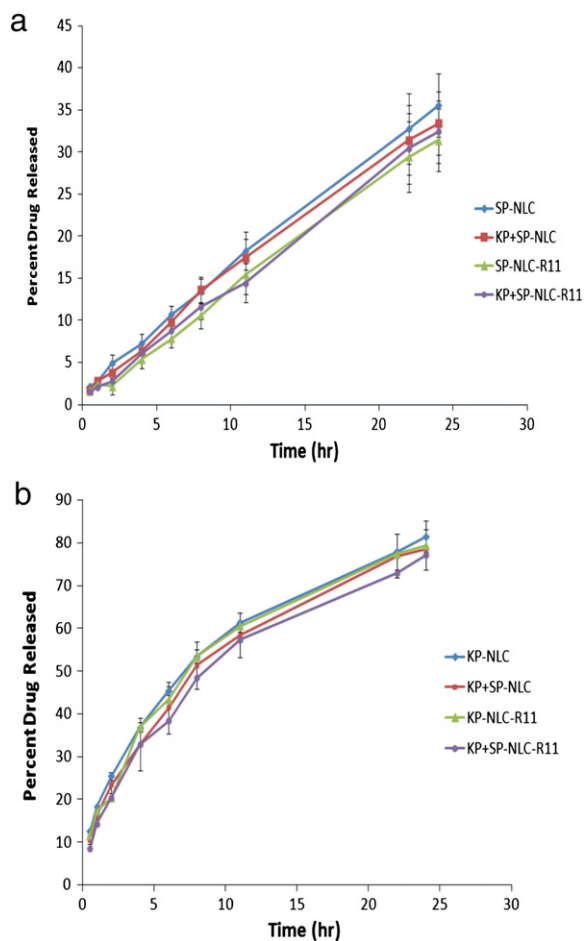 a
45
40
35
30
25
20
15
10
5
0
Percent Drug Released
0 5 10 15 20 25 30
Time (hr)
SP-NLC
KP+SP-NLC
SP-NLC-R11
KP+SP-NLC-R11
b
90
80
70
60
50
40
30
20
10
0
Percent Drug Released
0 5 10 15 20 25 30
Time (hr)
KP-NLC
KP+SP-NLC
KP-NLC-R11
KP+SP-NLC-R11